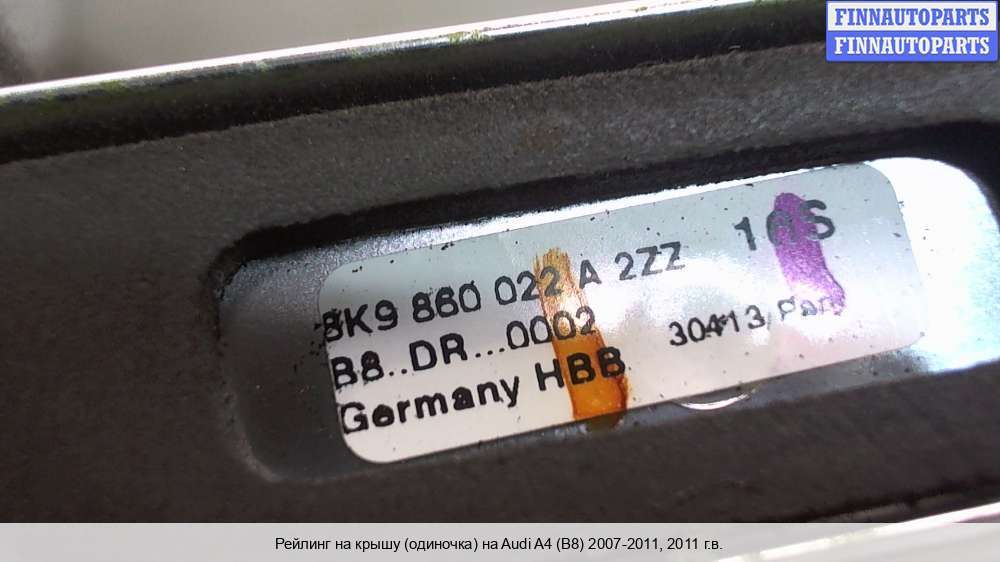 FINNAUTOPARTS
FINNAUTOPARTS
8K9 860 022 A 2ZZ
B8..DR...0002 30413
Germany HBB
Рейлинг на крышу (одиночка) на Audi A4 (B8) 2007-2011, 2011 г.в.